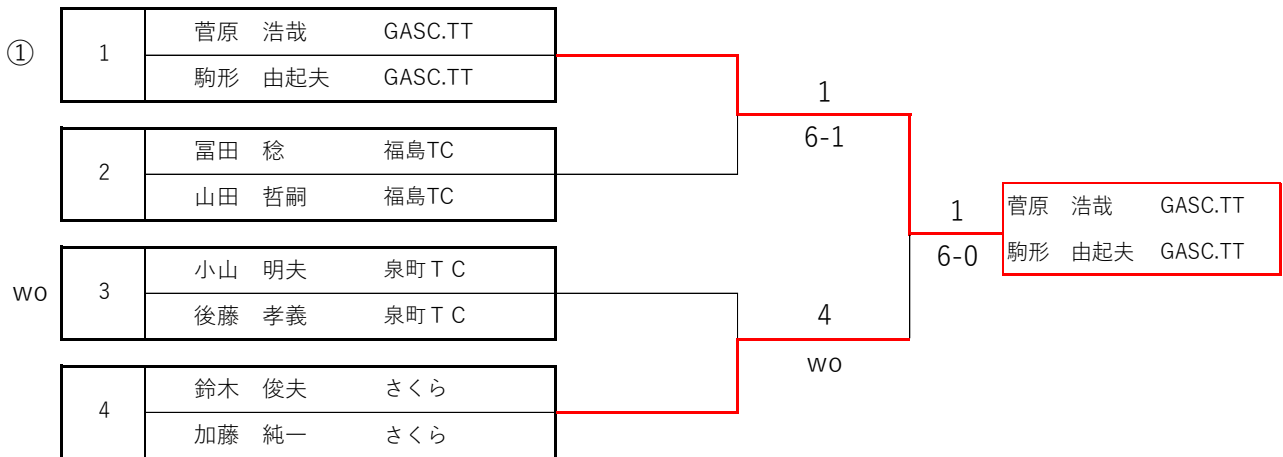 ① 1 菅原 浩哉 GASC.TT
駒形 由起夫 GASC.TT
1
6-1
2 冨田 稔 福島TC
山田 哲嗣 福島TC
1 菅原 浩哉 GASC.TT
6-0 駒形 由起夫 GASC.TT
wo 3 小山 明夫 泉町ＴＣ
後藤 孝義 泉町ＴＣ
4
wo
4 鈴木 俊夫 さくら
加藤 純一 さくら